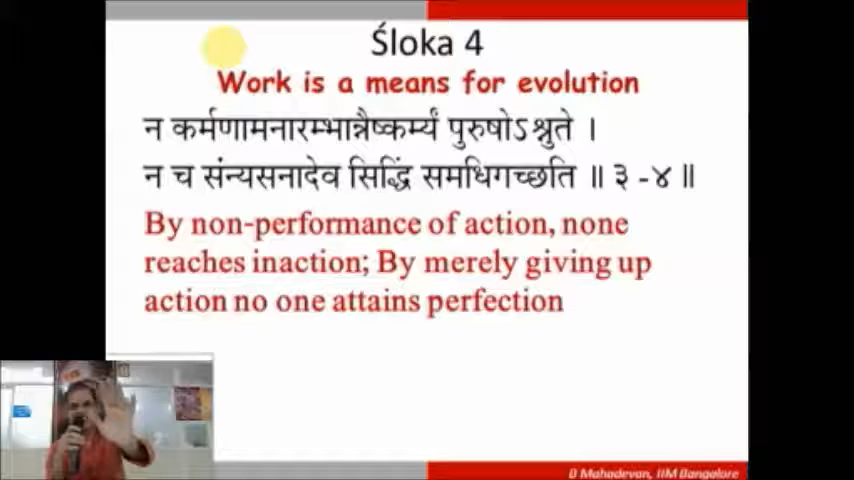 Śloka 4
Work is a means for evolution
न कर्मणामनारम्भान्नैष्कर्म्यं पुरुषोऽश्नुते ।
न च संन्यसनादेव सिद्धिं समधिगच्छति ॥ ३ -४ ॥
By non-performance of action, none
reaches inaction; By merely giving up
action no one attains perfection
B Mahadevan, IIM Bangalore